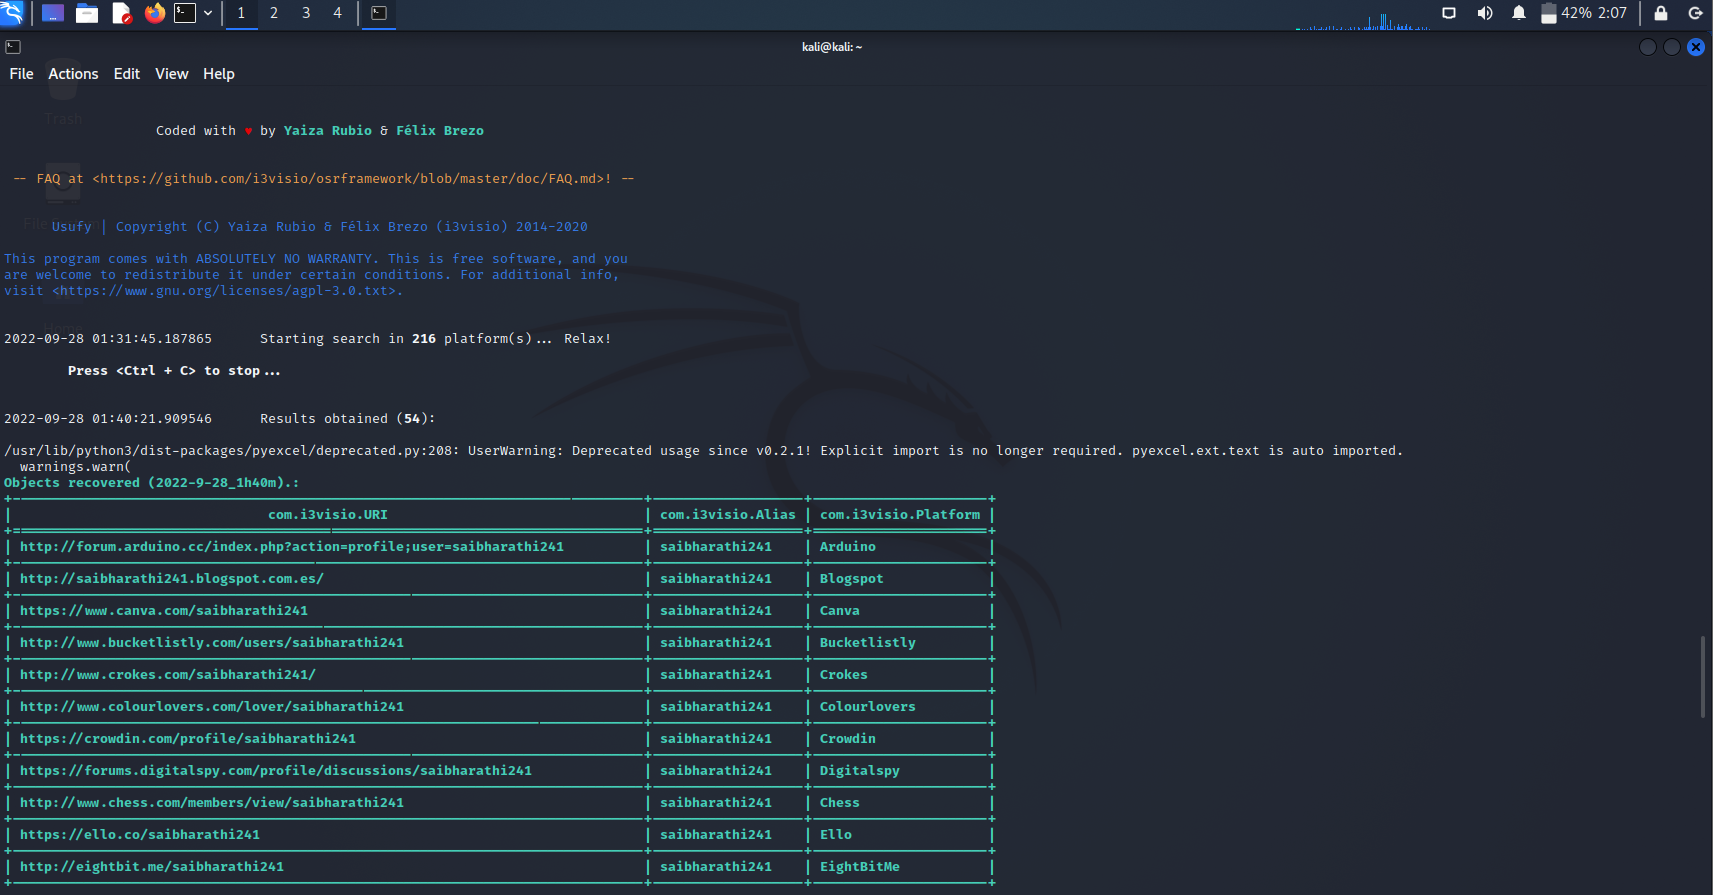 1 2 3 4
42% 2:07
kali@kali: ~
File Actions Edit View Help
Trash
Coded with ♥ by Yaiza Rubio & Félix Brezo
-- FAQ at <https://github.com/i3visio/osrframework/blob/master/doc/FAQ.md>! --
Usufy | Copyright (C) Yaiza Rubio & Félix Brezo (i3visio) 2014-2020
This program comes with ABSOLUTELY NO WARRANTY. This is free software, and you
are welcome to redistribute it under certain conditions. For additional info,
visit <https://www.gnu.org/licenses/agpl-3.0.txt>.
Home
2022-09-28 01:31:45.187865 Starting search in 216 platform(s)... Relax!
Press <Ctrl + C> to stop...
2022-09-28 01:40:21.909546 Results obtained (54):
/usr/lib/python3/dist-packages/pyexcel/deprecated.py:208: UserWarning: Deprecated usage since v0.2.1! Explicit import is no longer required. pyexcel.ext.text is auto imported.
warnings.warn(
Objects recovered (2022-9-28_1h40m).:
| com.i3visio.URI | com.i3visio.Alias | com.i3visio.Platform |
| http://forum.arduino.cc/index.php?action=profile;user=saibharathi241 | saibharathi241 | Arduino |
| http://saibharathi241.blogspot.com.es/ | saibharathi241 | Blogspot |
| https://www.canva.com/saibharathi241 | saibharathi241 | Canva |
| http://www.bucketlistly.com/users/saibharathi241 | saibharathi241 | Bucketlistly |
| http://www.crokes.com/saibharathi241/ | saibharathi241 | Crokes |
| http://www.colourlovers.com/lover/saibharathi241 | saibharathi241 | Colourlovers |
| https://crowdin.com/profile/saibharathi241 | saibharathi241 | Crowdin |
| https://forums.digitalspy.com/profile/discussions/saibharathi241 | saibharathi241 | Digitalspy |
| http://www.chess.com/members/view/saibharathi241 | saibharathi241 | Chess |
| https://ello.co/saibharathi241 | saibharathi241 | Ello |
| http://eightbit.me/saibharathi241 | saibharathi241 | EightBitMe |